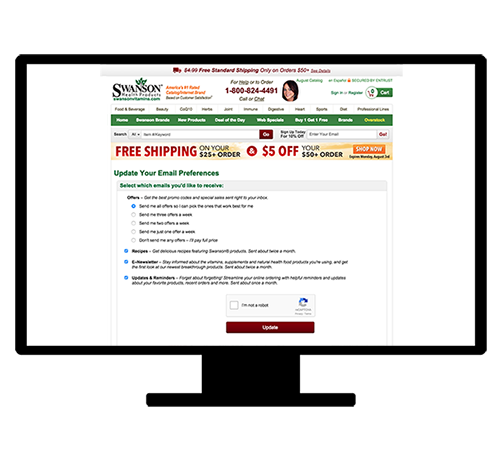 $4.99 Free Standard Shipping Only on Orders $50+ See Details
SWANSON
Health Products
swansonvitamins.com
America's #1 Rated
Catalog/Internet Brand
Based on Customer Satisfaction*
For Help or to Order
1-800-824-4491
Call or Chat
August Catalog
en Español
SECURED BY ENTRUST
Sign in or Register
0
Cart
Food & Beverage Beauty CoQ10 Herbs Joint Immune Digestive Heart Sports Diet Professional Lines
Home Swanson Brands New Products Deal of the Day Web Specials Buy 1 Get 1 Free Brands Overstock
Search All Item #/Keyword Go Sign Up Today For 10% Off Enter Your Email Go!
FREE SHIPPING ON YOUR $25+ ORDER & $5 OFF YOUR $50+ ORDER SHOP NOW
Expires Monday, August 3rd
Update Your Email Preferences
Select which emails you'd like to receive:
Offers – Get the best promo codes and special sales sent right to your inbox.
Send me all offers so I can pick the ones that work best for me
Send me three offers a week
Send me two offers a week
Send me just one offer a week
Don't send me any offers – I'll pay full price
Recipes – Get delicious recipes featuring Swanson® products. Sent about twice a month.
E-Newsletter – Stay informed about the vitamins, supplements and natural health products you're using, and get
the first look at our newest breakthrough products. Sent about twice a month.
Updates & Reminders – Forget about forgetting! Streamline your online ordering with helpful reminders and updates
about your favorite products, recent orders and more. Sent about once a month.
I'm not a robot
reCAPTCHA
Privacy - Terms
Update